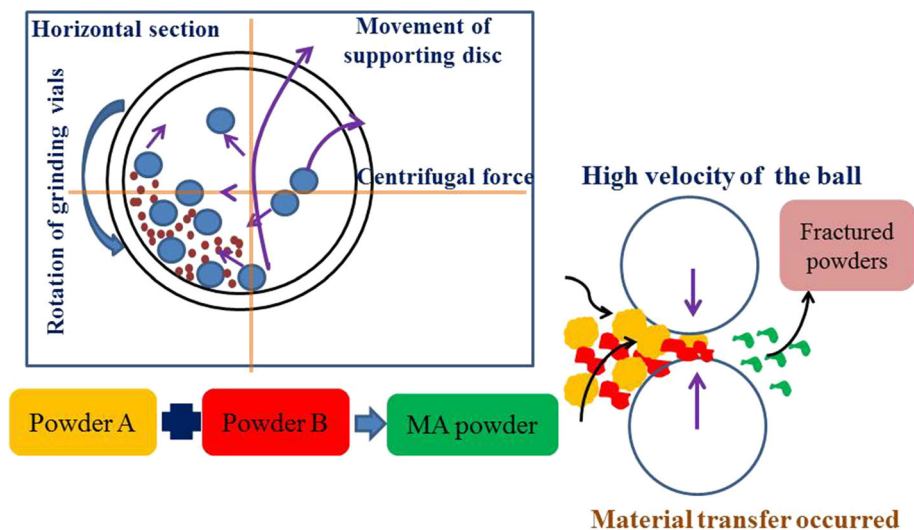 Horizontal section
Movement of
supporting disc
Rotation of grinding vials
Centrifugal force
High velocity of the ball
Fractured
powders
Powder A
Powder B
MA powder
Material transfer occurred